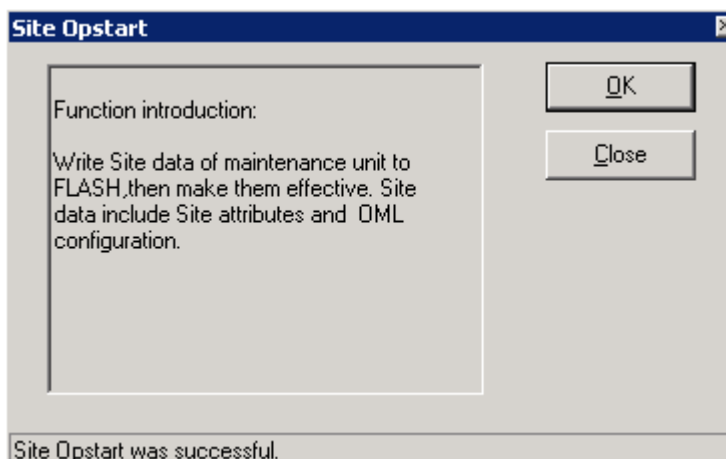 Site Opstart
Function introduction:
Write Site data of maintenance unit to
FLASH,then make them effective. Site
data include Site attributes and  OML
configuration.
OK
Close
Site Opstart was successful.